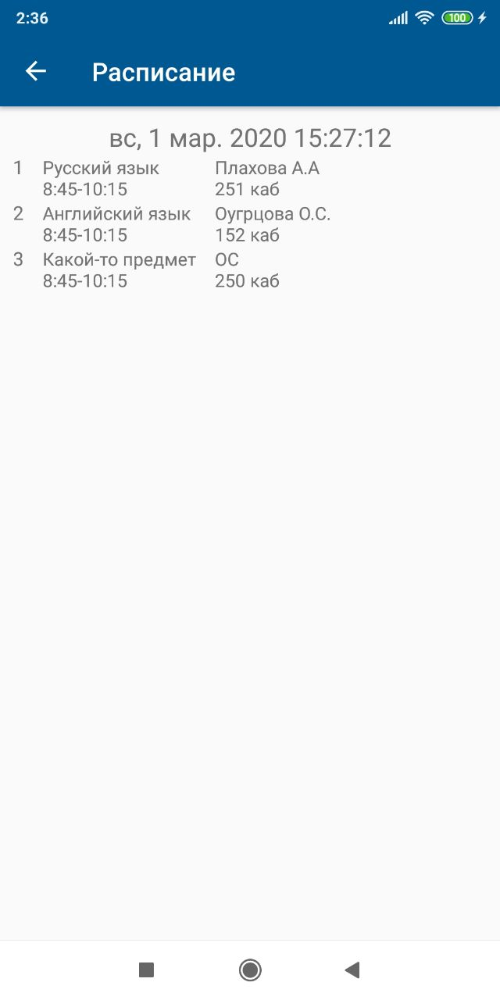 2:36 100
Расписание
вс, 1 мар. 2020 15:27:12
1 Русский язык Плахова А.А
8:45-10:15 251 каб
2 Английский язык Оугрцова О.С.
8:45-10:15 152 каб
3 Какой-то предмет ОС
8:45-10:15 250 каб